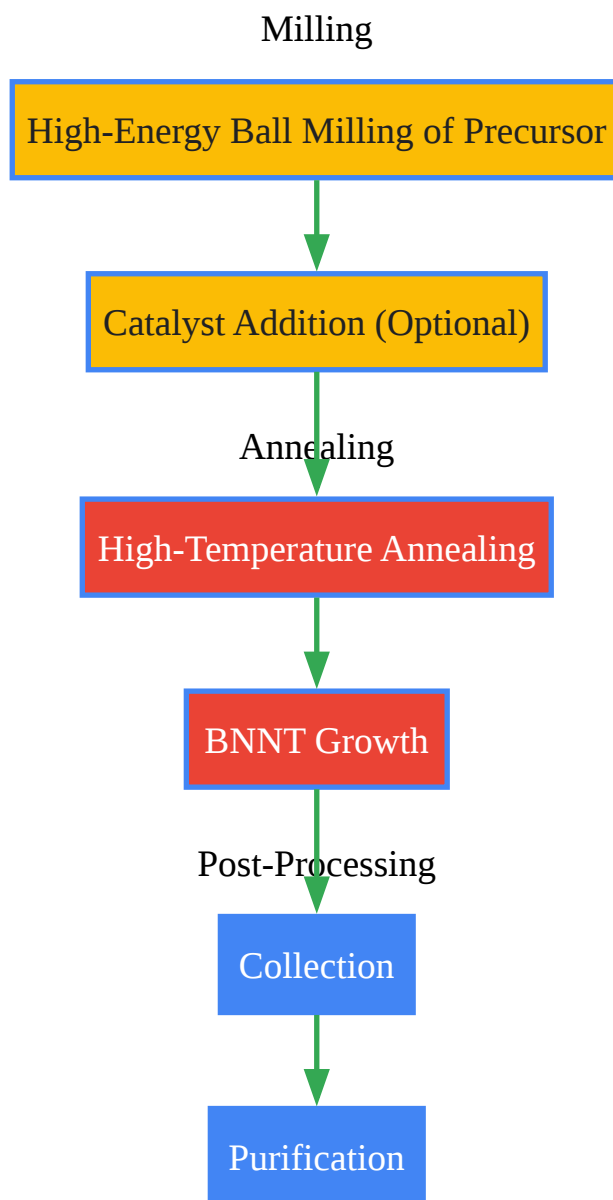 Milling
High-Energy Ball Milling of Precursor
Catalyst Addition (Optional)
Annealing
High-Temperature Annealing
BNNT Growth
Post-Processing
Collection
Purification